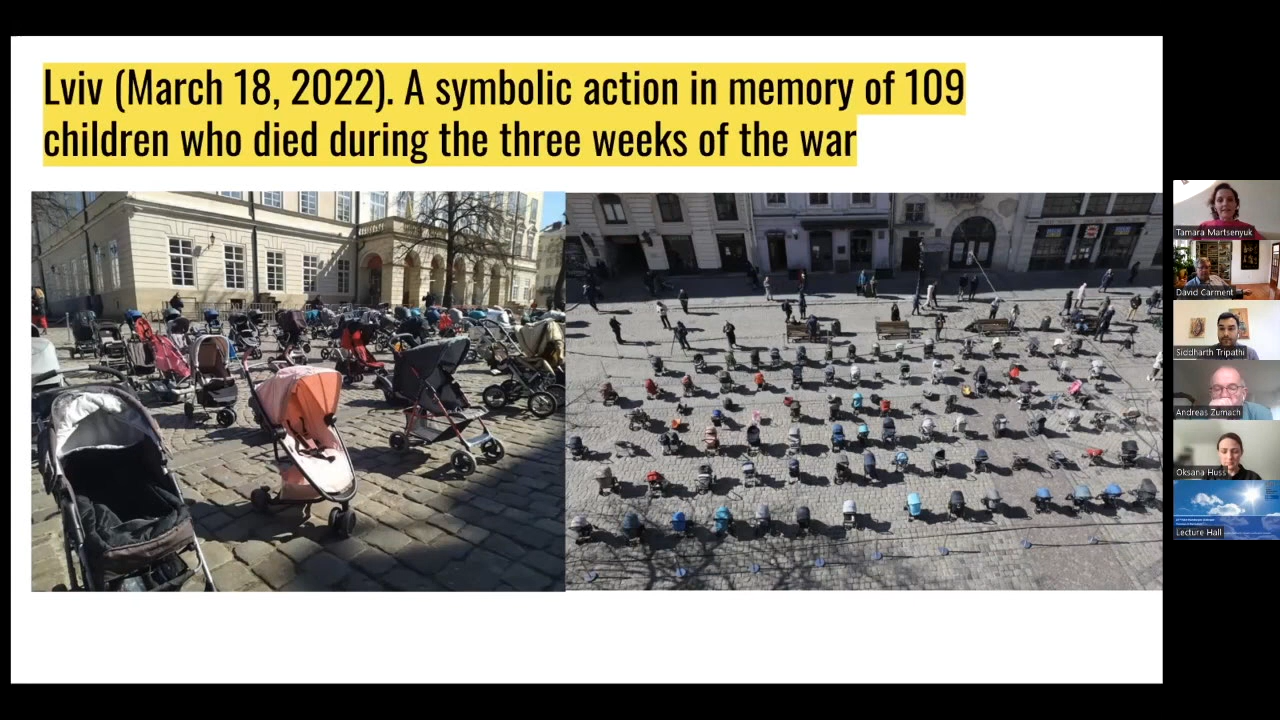 Lviv (March 18, 2022). A symbolic action in memory of 109
children who died during the three weeks of the war
Tamara Martsenyuk
David Carment
Siddharth Tripathi
Andreas Zumach
Oksana Huss
Lecture Hall